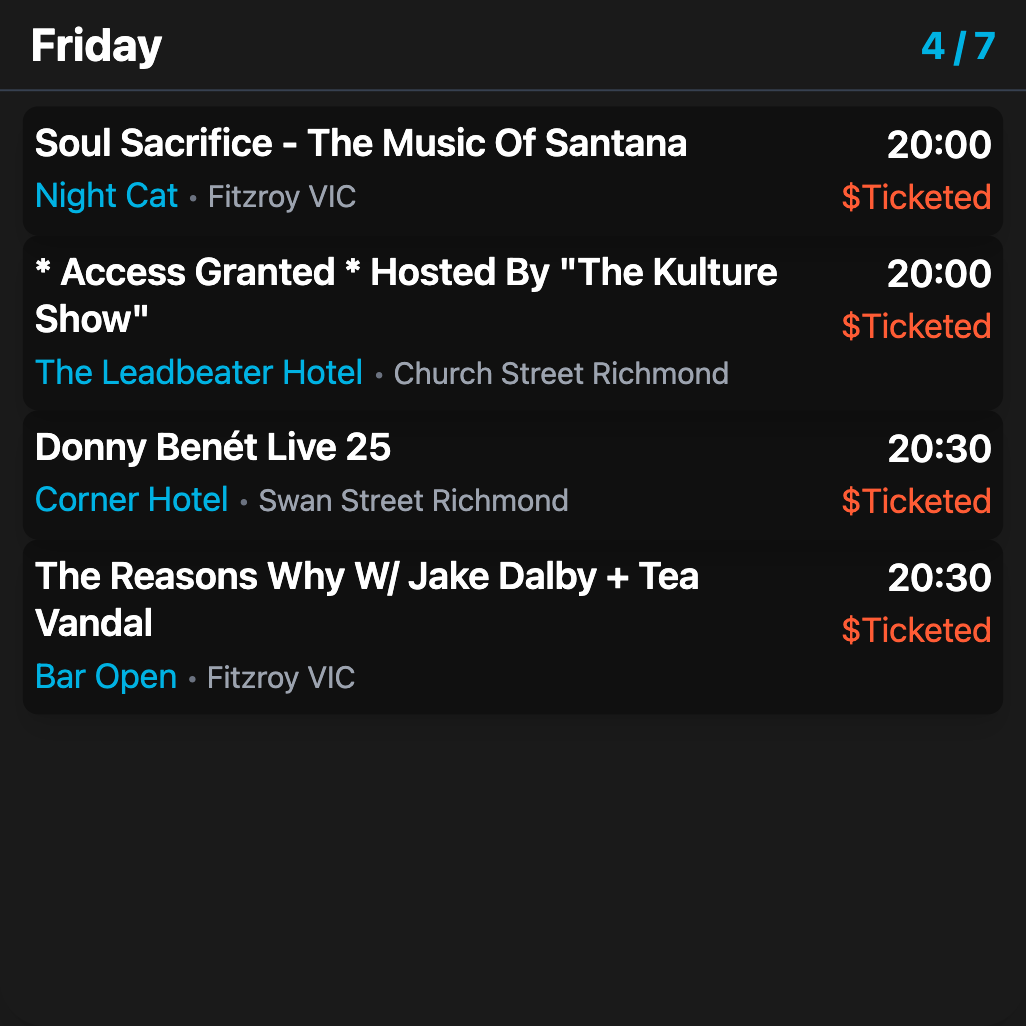 Friday 4 / 7
Soul Sacrifice - The Music Of Santana 20:00
Night Cat • Fitzroy VIC $Ticketed
* Access Granted * Hosted By "The Kulture 20:00
Show" $Ticketed
The Leadbeater Hotel • Church Street Richmond
Donny Benét Live 25 20:30
Corner Hotel • Swan Street Richmond $Ticketed
The Reasons Why W/ Jake Dalby + Tea 20:30
Vandal $Ticketed
Bar Open • Fitzroy VIC